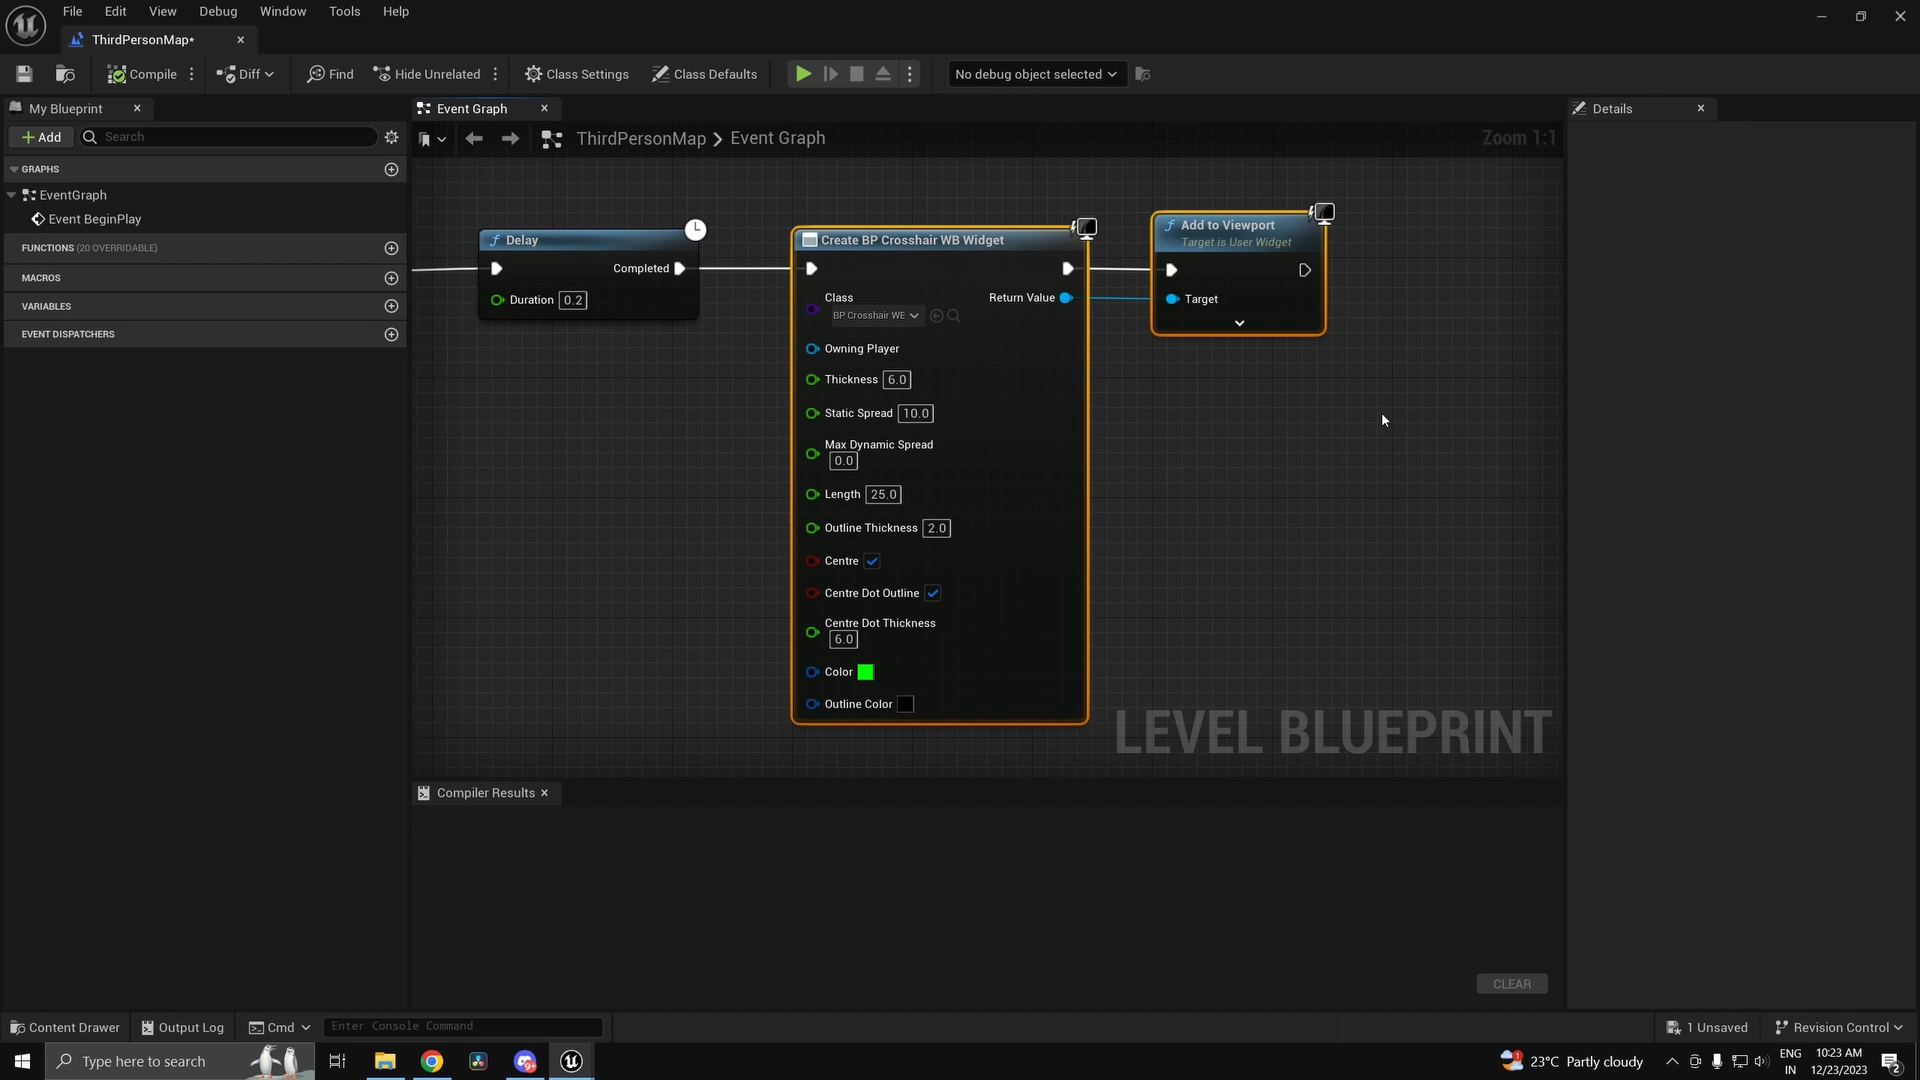 File Edit View Debug Window Tools Help
ThirdPersonMap*
Compile Diff Find Hide Unrelated Class Settings Class Defaults No debug object selected
My Blueprint
Event Graph
Details
Add Search
ThirdPersonMap > Event Graph
Zoom 1:1
GRAPHS
EventGraph
Event BeginPlay
FUNCTIONS (20 OVERRIDABLE)
MACROS
VARIABLES
EVENT DISPATCHERS
Delay
Completed
Duration 0.2
Create BP Crosshair WB Widget
Class
BP Crosshair WE
Return Value
Owning Player
Thickness 6.0
Static Spread 10.0
Max Dynamic Spread
0.0
Length 25.0
Outline Thickness 2.0
Centre
Centre Dot Outline
Centre Dot Thickness
6.0
Color
Outline Color
Add to Viewport
Target is User Widget
Target
LEVEL BLUEPRINT
Compiler Results
CLEAR
Content Drawer Output Log Cmd Enter Console Command
1 Unsaved Revision Control
Type here to search
9+
1
23°C Partly cloudy
ENG
IN
10:23 AM
12/23/2023
2